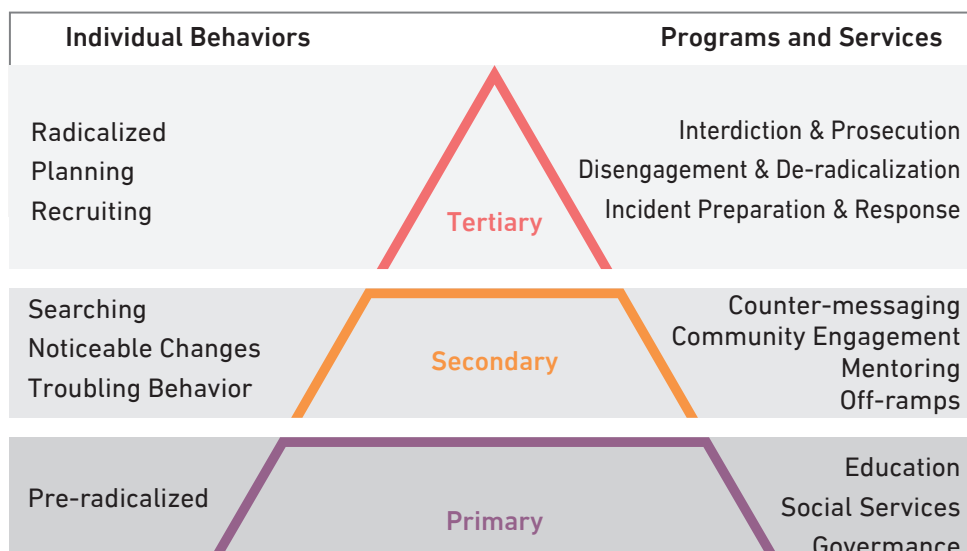 Individual Behaviors
Programs and Services
Radicalized
Planning
Recruiting
Tertiary
Interdiction & Prosecution
Disengagement & De-radicalization
Incident Preparation & Response
Searching
Noticeable Changes
Troubling Behavior
Secondary
Counter-messaging
Community Engagement
Mentoring
Off-ramps
Pre-radicalized
Primary
Education
Social Services
Govermance